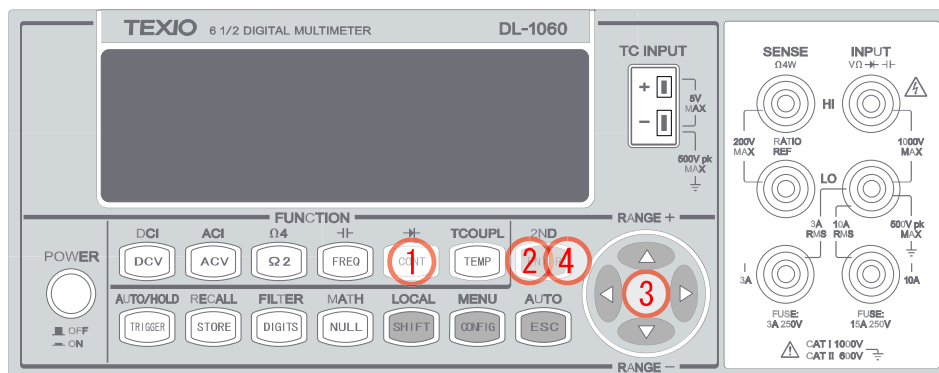 TEXIO 6 1/2 DIGITAL MULTIMETER DL-1060
TC INPUT
+
5V MAX
−
500V pk MAX
SENSE INPUT
Ω4W VΩ
HI
200V MAX
RATIO REF
1000V MAX
LO
3A RMS
10A RMS
500V pk MAX
3A
10A
FUSE: 3A 250V
FUSE: 15A 250V
CAT I 1000V
CAT II 600V
FUNCTION
RANGE +
DCI ACI Ω4 TCOUPL 2ND
POWER
DCV ACV Ω2 FREQ CONT 1 TEMP 2 4
3
AUTO/HOLD RECALL FILTER MATH LOCAL MENU AUTO
TRIGGER STORE DIGITS NULL SHIFT CONFIG ESC
OFF
ON
RANGE −